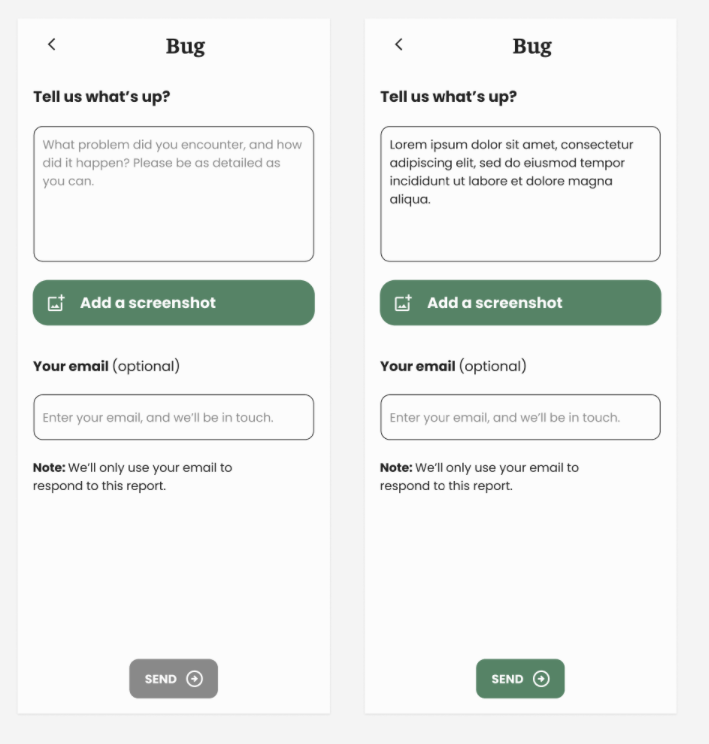 Bug
Tell us what’s up?
What problem did you encounter, and how
did it happen? Please be as detailed as
you can.
Add a screenshot
Your email (optional)
Enter your email, and we’ll be in touch.
Note: We’ll only use your email to
respond to this report.
SEND
Bug
Tell us what’s up?
Lorem ipsum dolor sit amet, consectetur
adipiscing elit, sed do eiusmod tempor
incididunt ut labore et dolore magna
aliqua.
Add a screenshot
Your email (optional)
Enter your email, and we’ll be in touch.
Note: We’ll only use your email to
respond to this report.
SEND